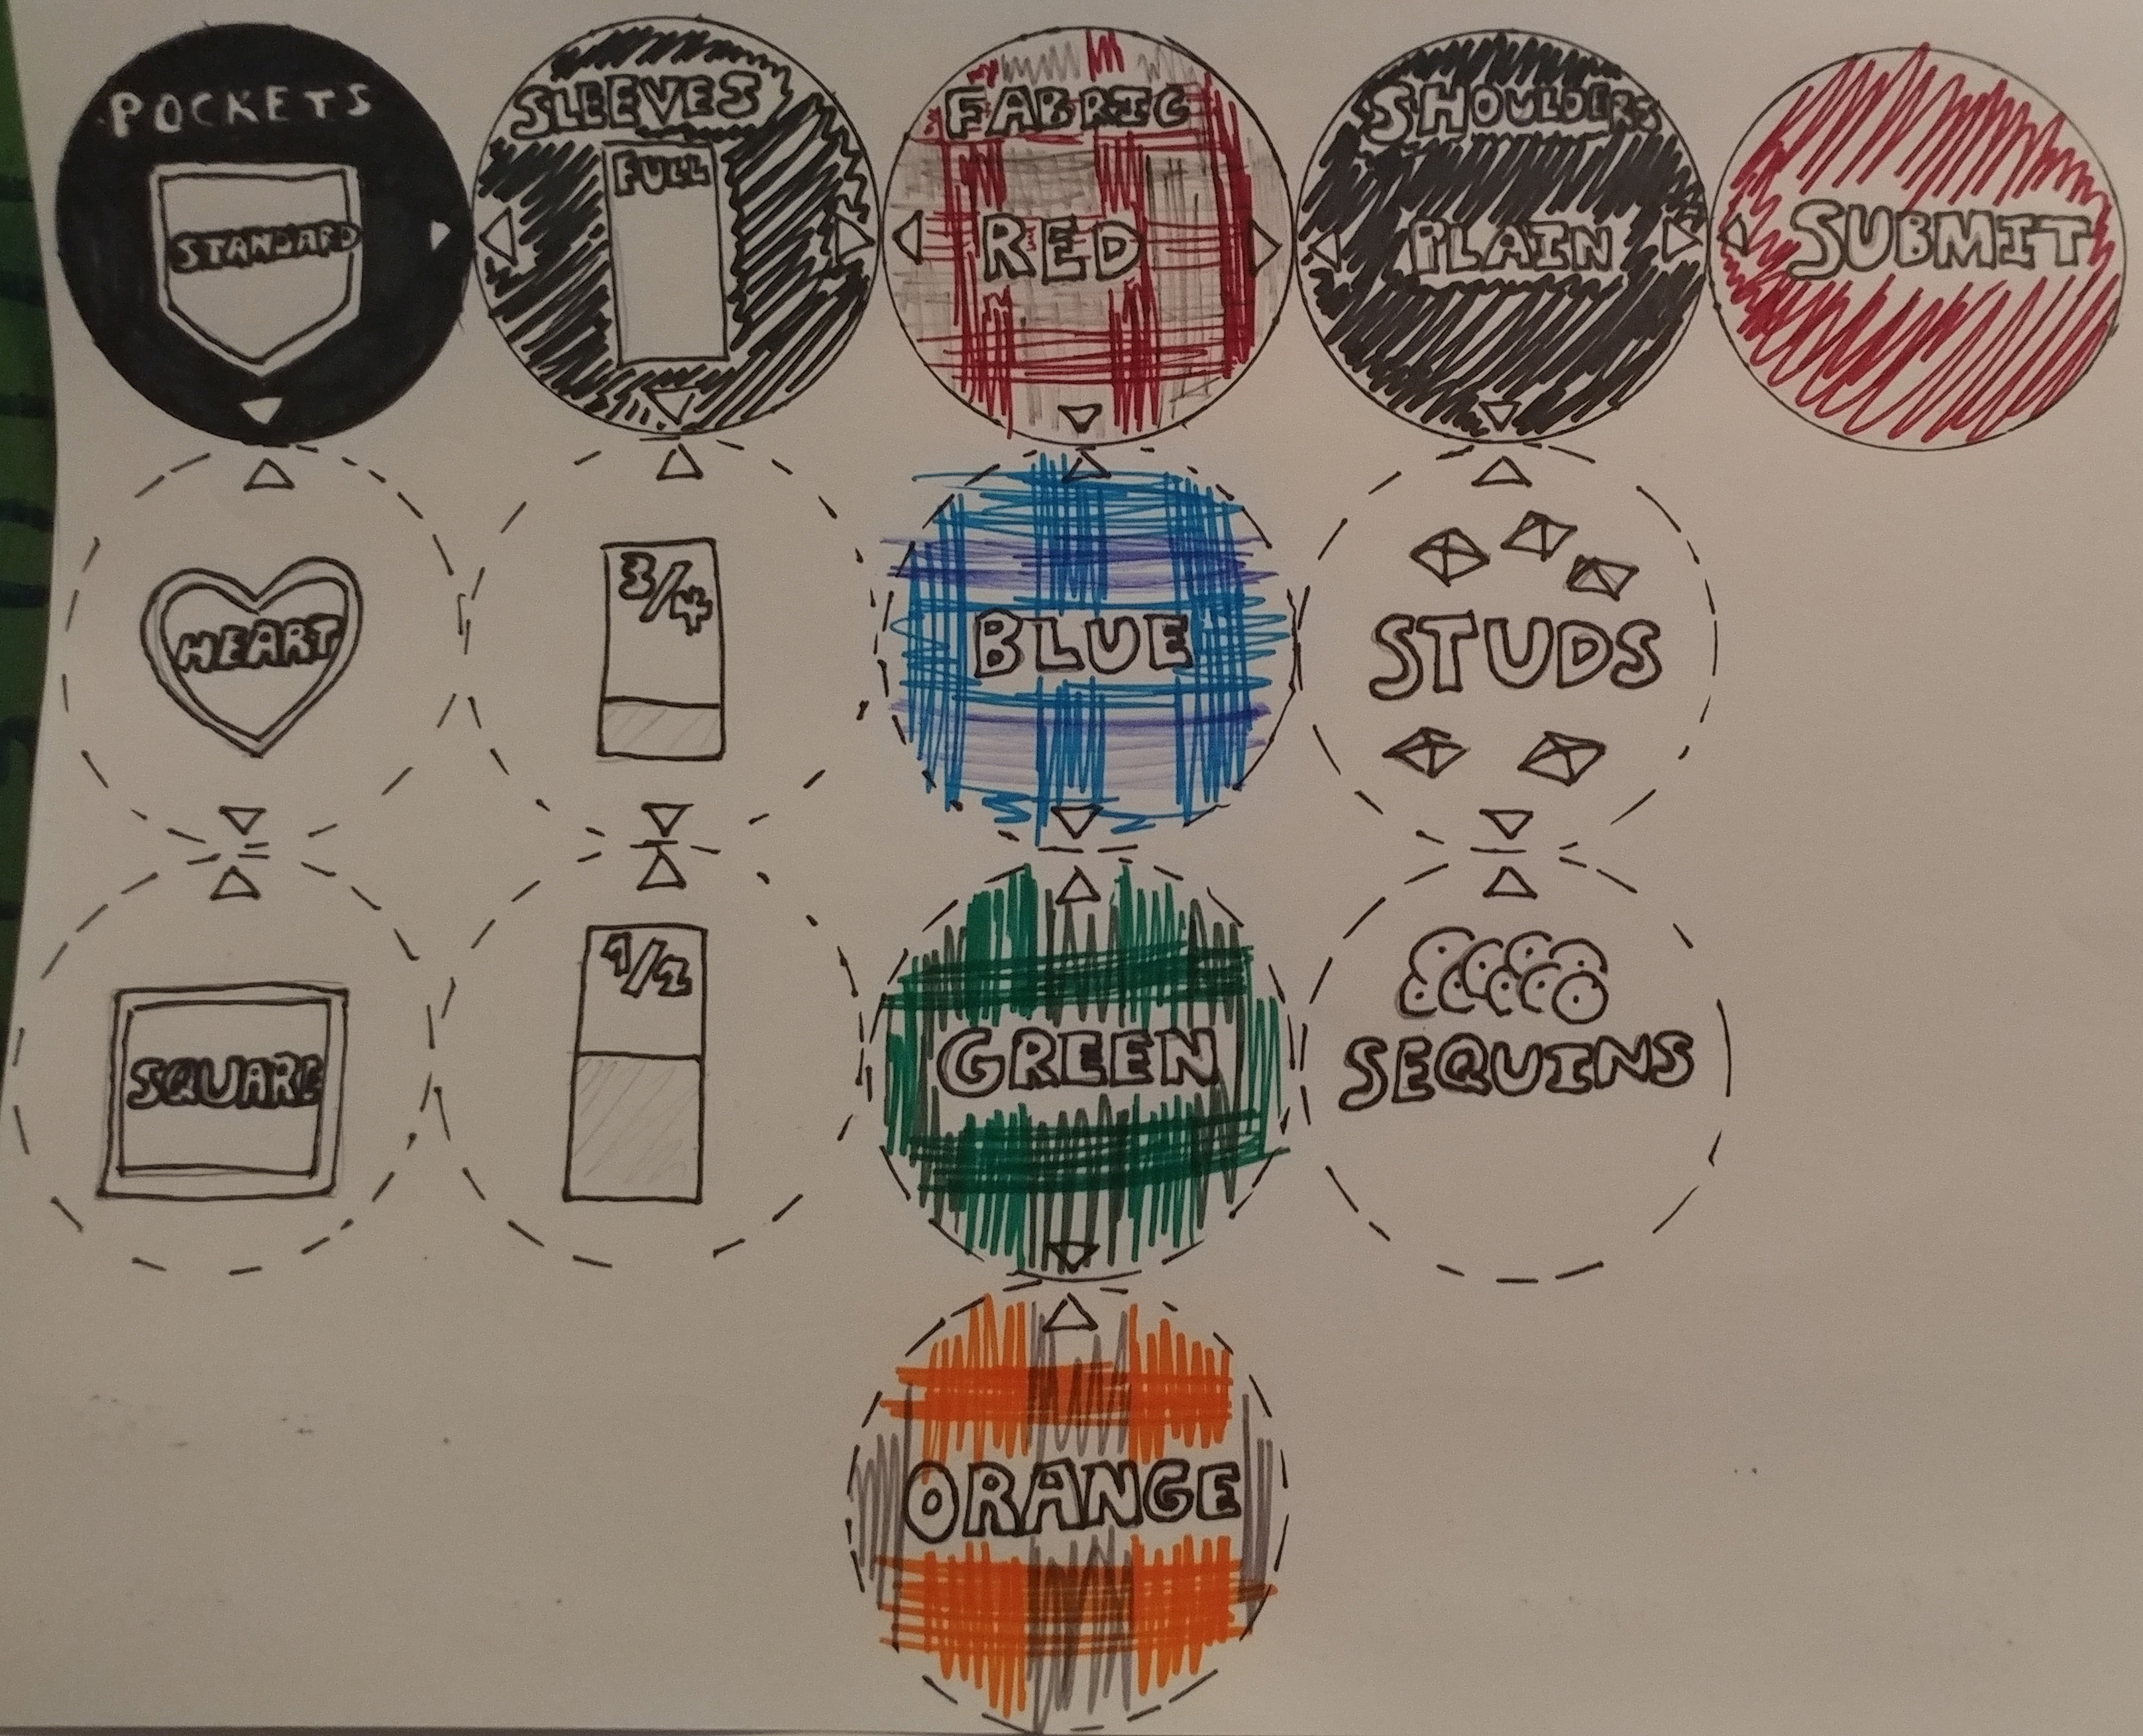 POCKETS
STANDARD
SLEEVES
FULL
FABRIC
RED
SHOULDERS
PLAIN
SUBMIT
HEART
3/4
BLUE
STUDS
SQUARE
1/2
GREEN
SEQUINS
ORANGE